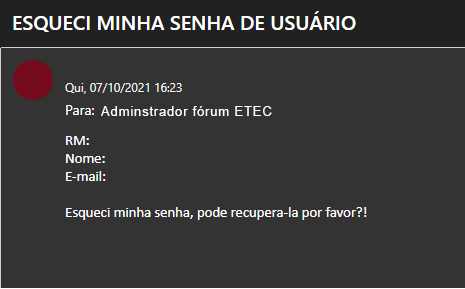 ESQUECI MINHA SENHA DE USUÁRIO
Qui, 07/10/2021 16:23
Para: Adminstrador fórum ETEC
RM:
Nome:
E-mail:
Esqueci minha senha, pode recupera-la por favor?!